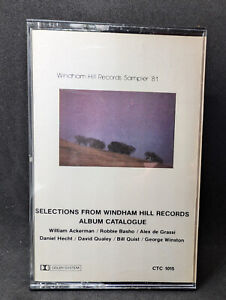 Windham Hill Records Sampler '81
SELECTIONS FROM WINDHAM HILL RECORDS
ALBUM CATALOGUE
William Ackerman / Robbie Basho / Alex de Grassi
Daniel Hecht / David Qualey / Bill Quist / George Winston
DOLBY SYSTEM
CTC 1015